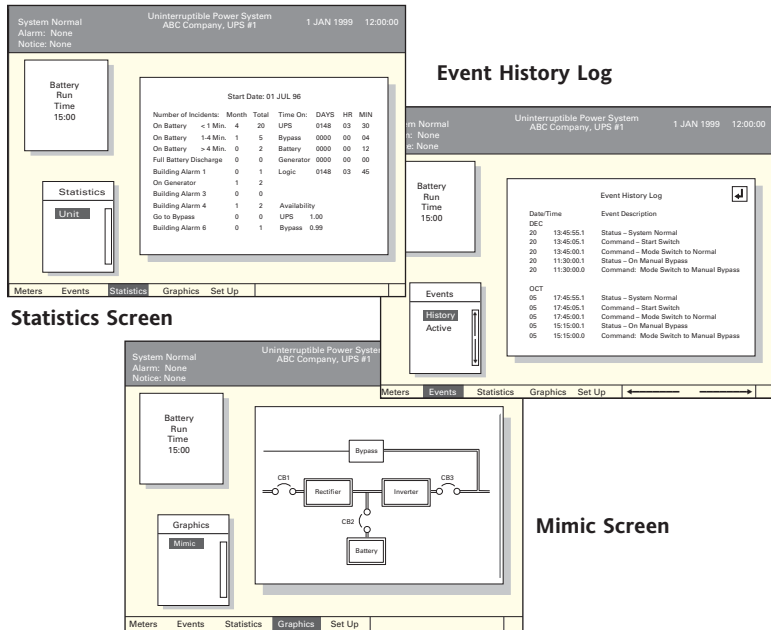 System Normal
Alarm: None
Notice: None
Uninterruptible Power System
ABC Company, UPS #1
1 JAN 1999 12:00:00
Battery
Run
Time
15:00
Start Date: 01 JUL 96
Number of Incidents: Month Total Time On: DAYS HR MIN
On Battery < 1 Min. 4 20 UPS 0148 03 30
On Battery 1-4 Min. 1 5 Bypass 0000 00 04
On Battery > 4 Min. 0 2 Battery 0000 00 12
Full Battery Discharge 0 0 Generator 0000 00 00
Building Alarm 1 0 1 Logic 0148 03 45
On Generator 1 2
Building Alarm 3 0 0
Building Alarm 4 1 2 Availability
Go to Bypass 0 0 UPS 1.00
Building Alarm 6 0 1 Bypass 0.99
Statistics
Unit
Meters Events Statistics Graphics Set Up
Statistics Screen
Event History Log
em Normal
m: None
e: None
Uninterruptible Power System
ABC Company, UPS #1
1 JAN 1999 12:00:00
Battery
Run
Time
15:00
Event History Log
Date/Time Event Description
DEC
20 13:45:55.1 Status – System Normal
20 13:45:05.1 Command – Start Switch
20 13:45:00.1 Command – Mode Switch to Normal
20 11:30:00.1 Status – On Manual Bypass
20 11:30:00.0 Command: Mode Switch to Manual Bypass
OCT
05 17:45:55.1 Status – System Normal
05 17:45:05.1 Command – Start Switch
05 17:45:00.1 Command – Mode Switch to Normal
05 15:15:00.1 Status – On Manual Bypass
05 15:15:00.0 Command: Mode Switch to Manual Bypass
Events
History
Active
Meters Events Statistics Graphics Set Up
System Normal
Alarm: None
Notice: None
Uninterruptible Power Syste
ABC Company, UPS #1
Battery
Run
Time
15:00
Bypass
CB1
Rectifier
Inverter
CB3
CB2
Battery
Graphics
Mimic
Meters Events Statistics Graphics Set Up
Mimic Screen